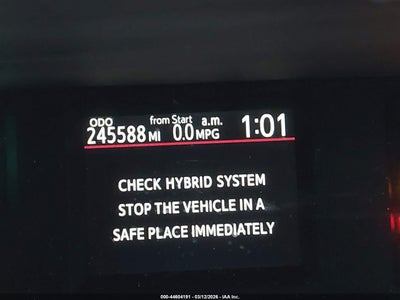 ODO from Start a.m.
245588 MI 0.0 MPG 1:01
CHECK HYBRID SYSTEM
STOP THE VEHICLE IN A
SAFE PLACE IMMEDIATELY
000-44604191 - 03/12/2026 - IAA Inc.